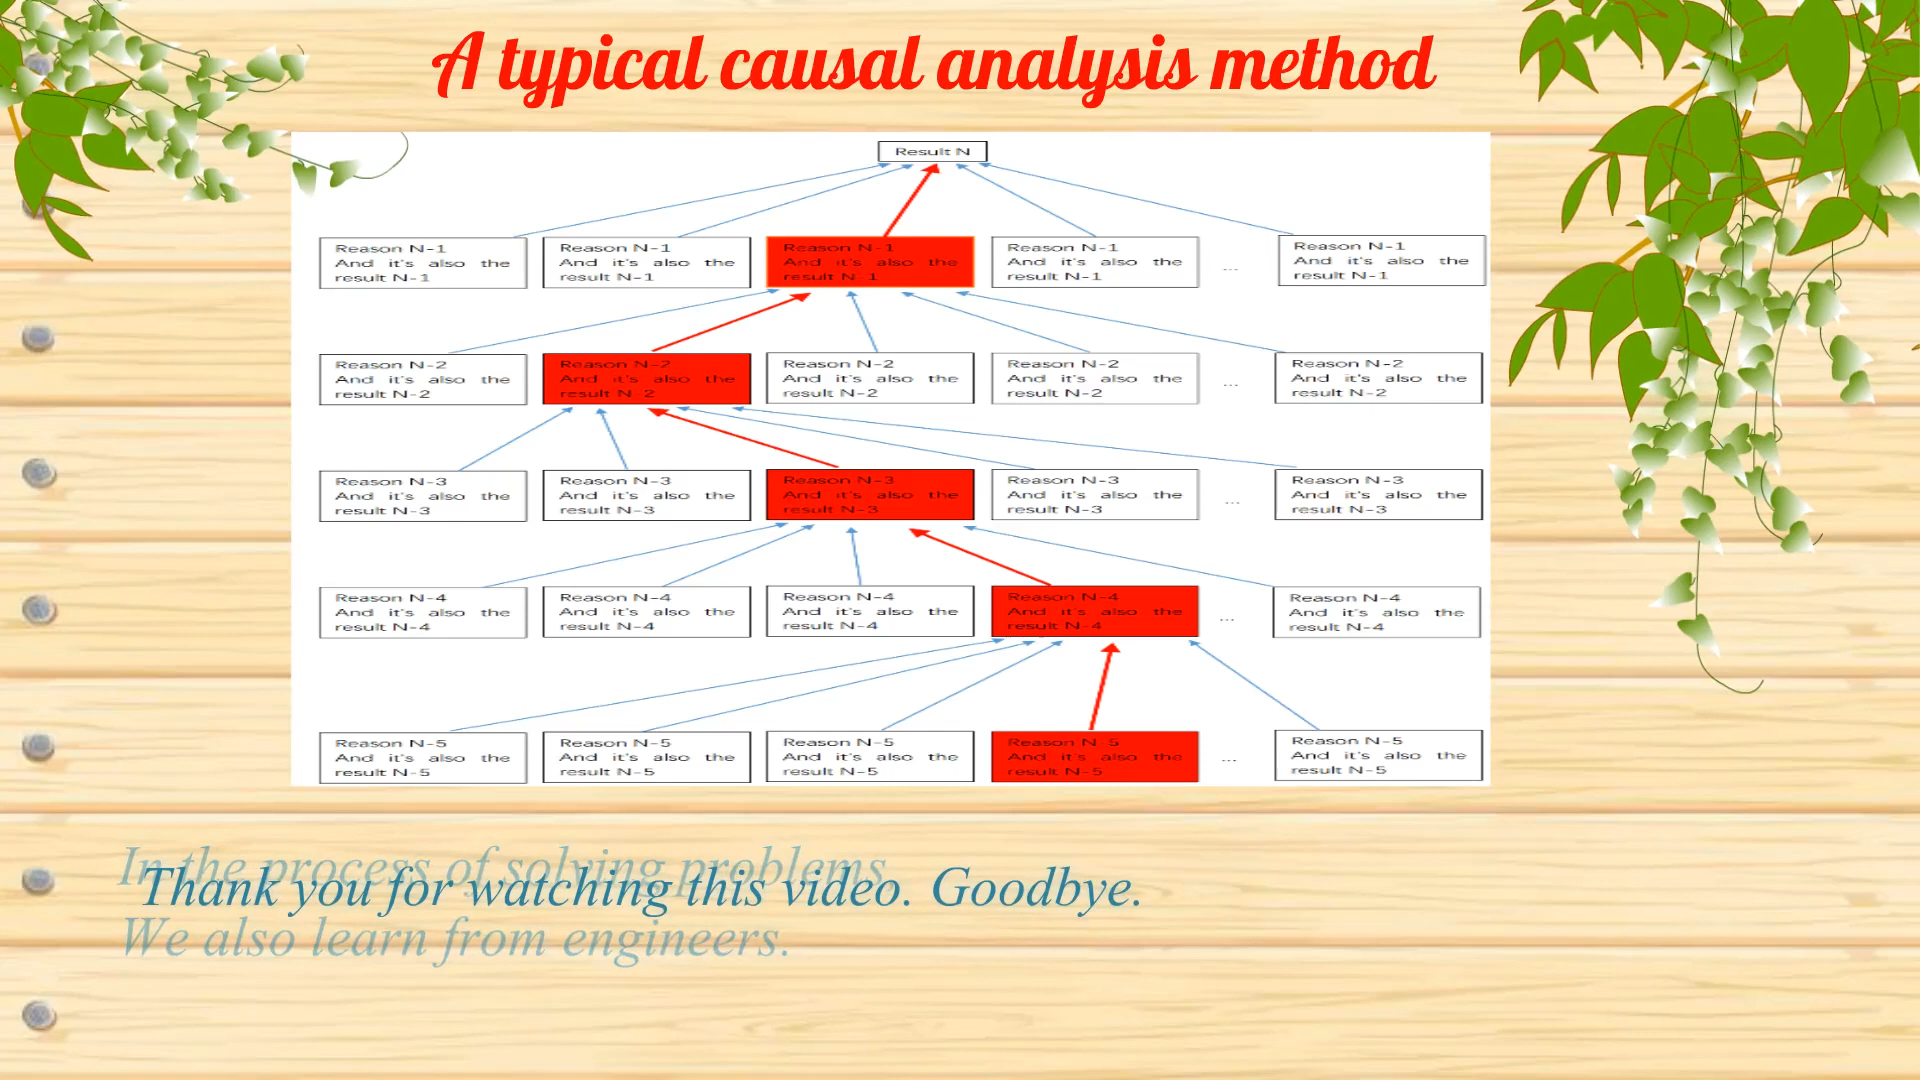 A typical causal analysis method
Result N
Reason N-1
And it's also the
result N-1
Reason N-1
And it's also the
result N-1
Reason N-1
And it's also the
result N-1
Reason N-1
And it's also the
result N-1
...
Reason N-1
And it's also the
result N-1
Reason N-2
And it's also the
result N-2
Reason N-2
And it's also the
result N-2
Reason N-2
And it's also the
result N-2
Reason N-2
And it's also the
result N-2
...
Reason N-2
And it's also the
result N-2
Reason N-3
And it's also the
result N-3
Reason N-3
And it's also the
result N-3
Reason N-3
And it's also the
result N-3
Reason N-3
And it's also the
result N-3
...
Reason N-3
And it's also the
result N-3
Reason N-4
And it's also the
result N-4
Reason N-4
And it's also the
result N-4
Reason N-4
And it's also the
result N-4
Reason N-4
And it's also the
result N-4
...
Reason N-4
And it's also the
result N-4
Reason N-5
And it's also the
result N-5
Reason N-5
And it's also the
result N-5
Reason N-5
And it's also the
result N-5
Reason N-5
And it's also the
result N-5
...
Reason N-5
And it's also the
result N-5
In the process of solving problems,
Thank you for watching this video. Goodbye.
We also learn from engineers.